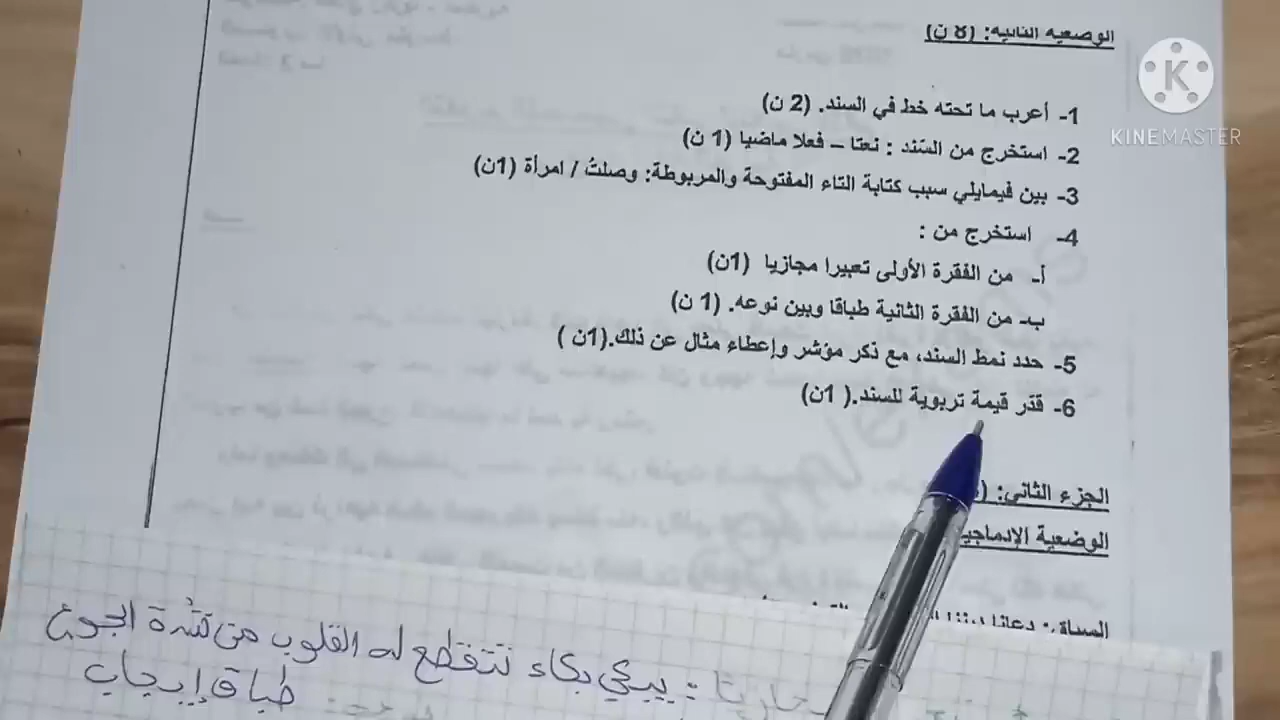 الوضعية الثانية: (8 ن)
KINEMASTER
1- أعرب ما تحته خط في السند. (2 ن)
2- استخرج من السّند : نعتا – فعلا ماضيا (1 ن)
3- بين فيمايلي سبب كتابة التاء المفتوحة والمربوطة: وصلتُ / امرأة (1ن)
4- استخرج من :
أ- من الفقرة الأولى تعبيرا مجازيا (1ن)
ب- من الفقرة الثانية طباقا وبين نوعه. (1 ن)
5- حدد نمط السند، مع ذكر مؤشر وإعطاء مثال عن ذلك.(1ن )
6- قدّر قيمة تربوية للسند.( 1ن)
الجزء الثاني: (
الوضعية الإدماجية
السياق: دعانا
: يبكي بكاء تتقطع له القلوب من شدة الجوع
طباق إيجاب